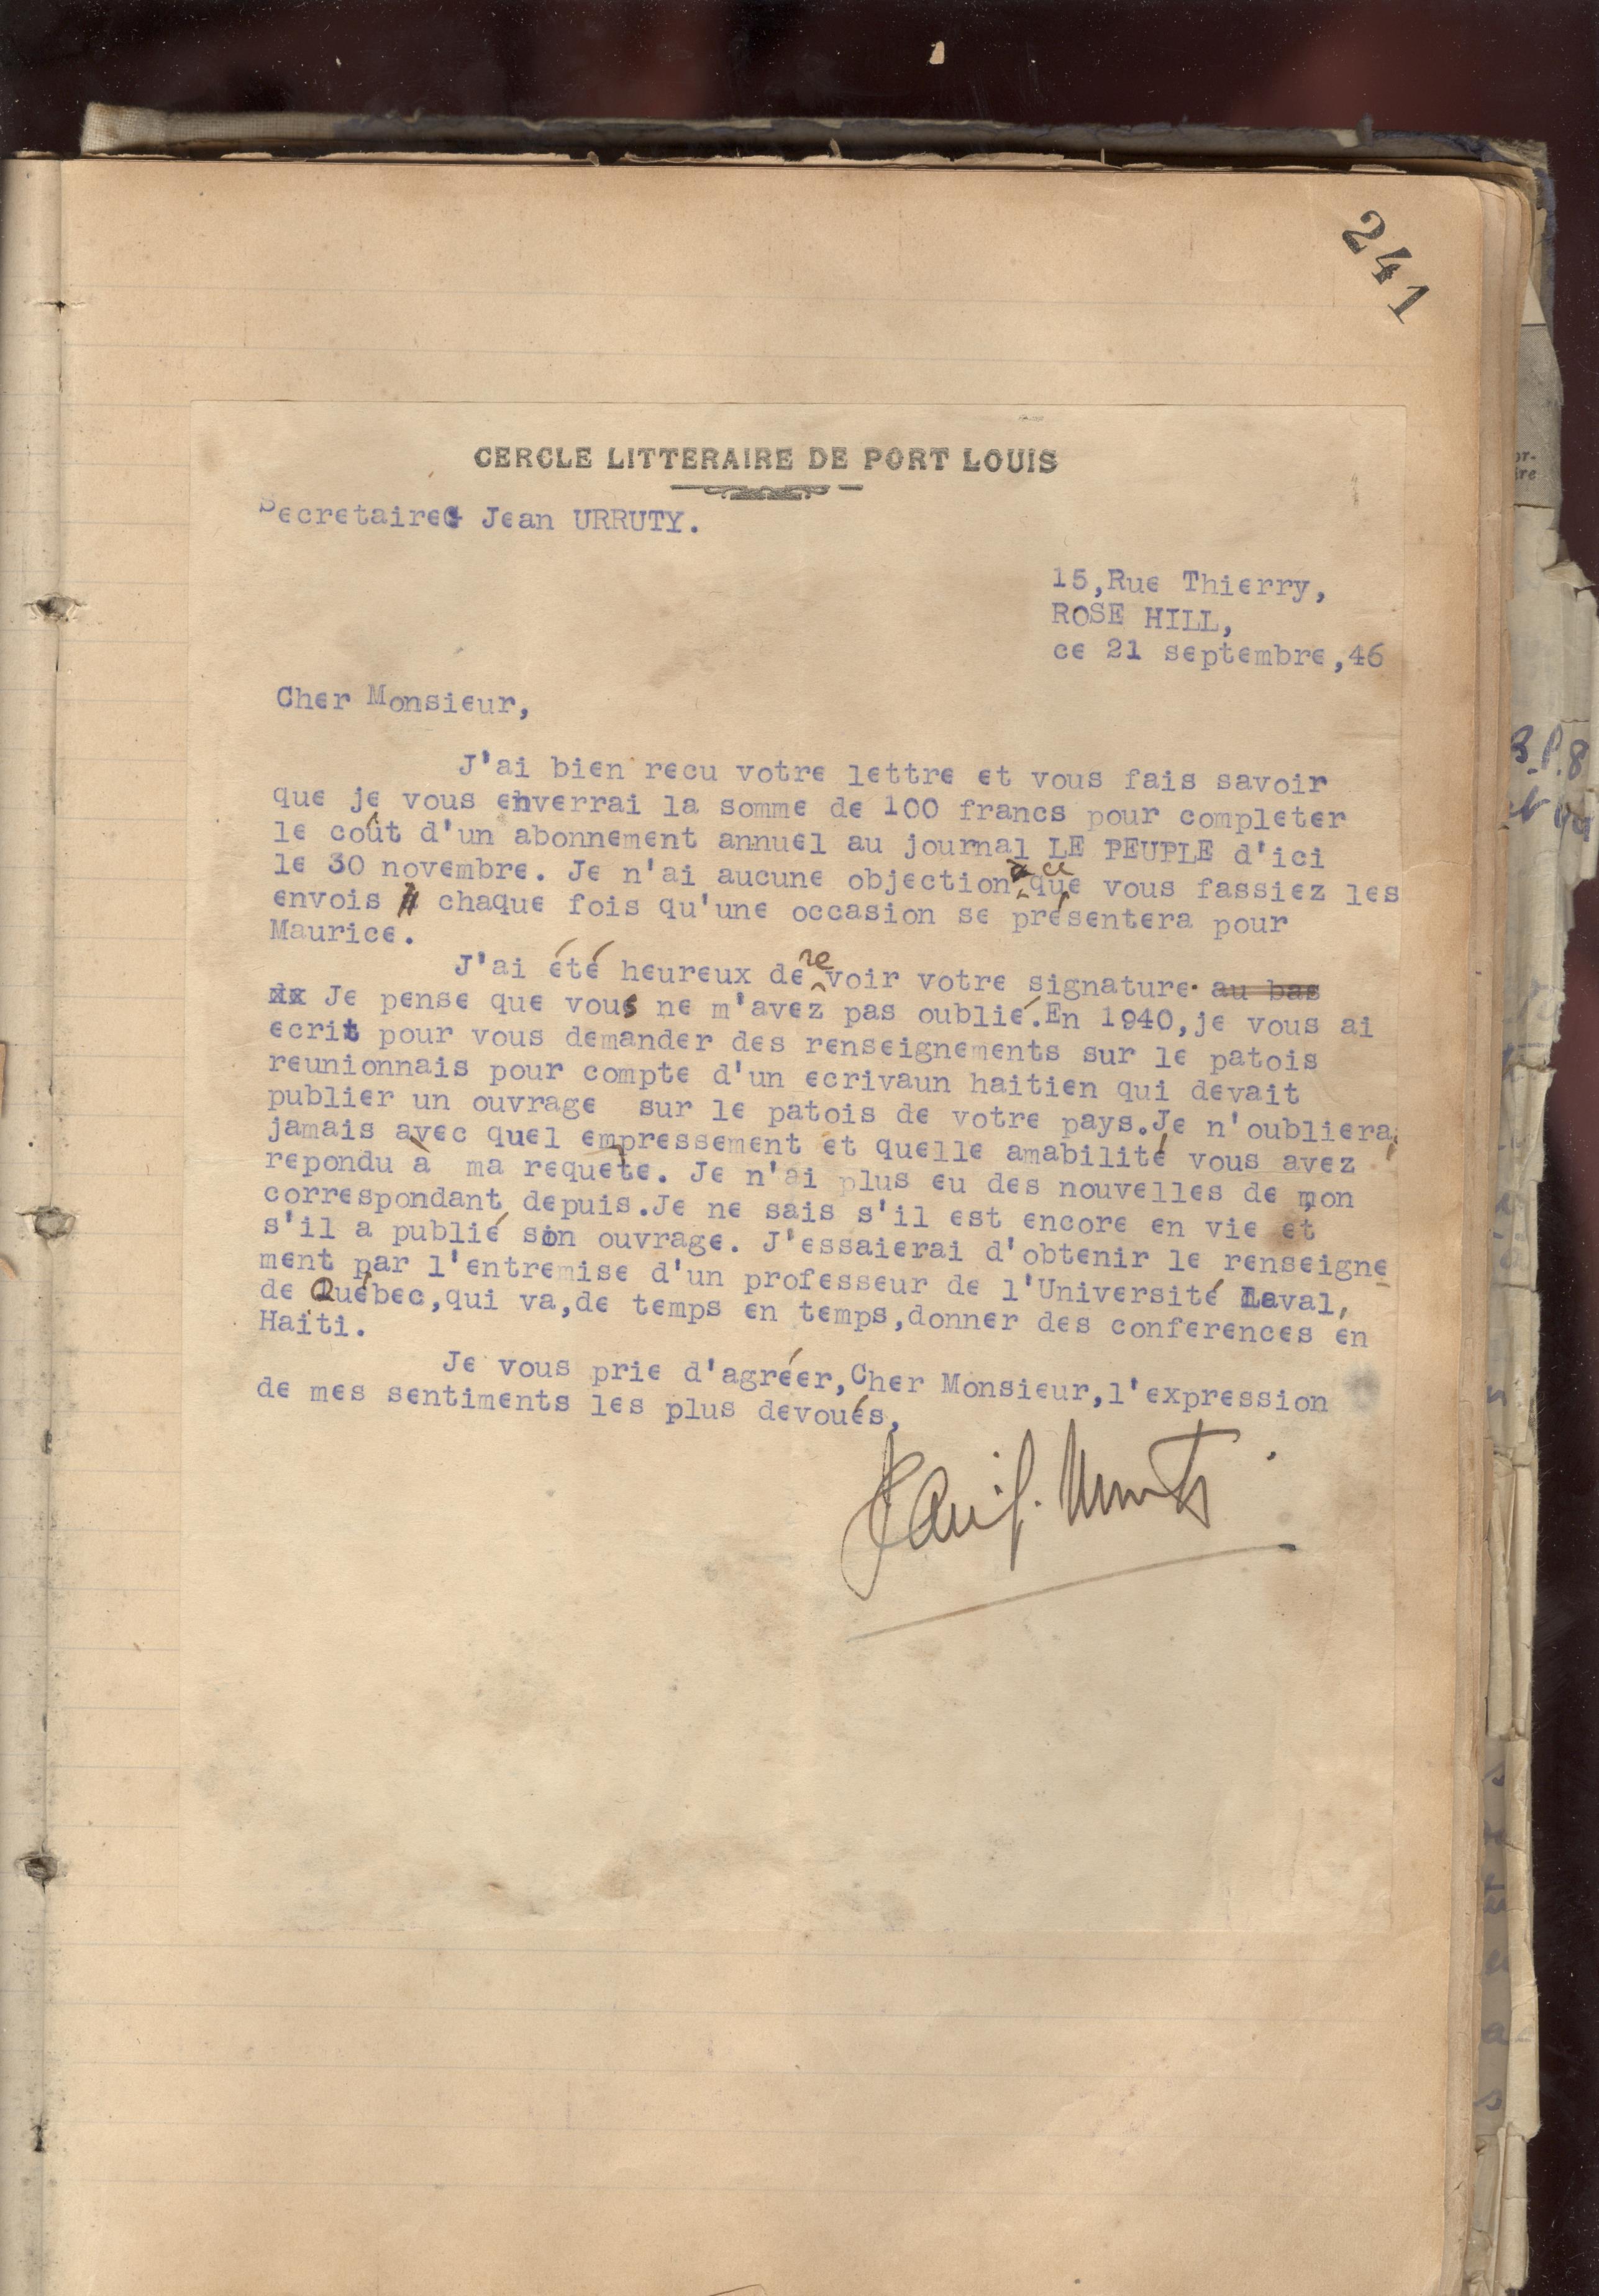 241
CERCLE LITTERAIRE DE PORT LOUIS
Secretaire Jean URRUTY.
15,Rue Thierry,
ROSE HILL,
ce 21 septembre,46
Cher Monsieur,
J'ai bien recu votre lettre et vous fais savoir
que je vous enverrai la somme de 100 francs pour completer
le coût d'un abonnement annuel au journal LE PEUPLE d'ici
le 30 novembre. Je n'ai aucune objection à ce que vous fassiez les
envois chaque fois qu'une occasion se présentera pour
Maurice.
J'ai été heureux de revoir votre signature. au bas
xx Je pense que vous ne m'avez pas oublié.En 1940,je vous ai
ecrit pour vous demander des renseignements sur le patois
reunionnais pour compte d'un ecrivaun haitien qui devait
publier un ouvrage sur le patois de votre pays.Je n'oublierai
jamais avec quel empressement et quelle amabilité vous avez
repondu à ma requete. Je n'ai plus eu des nouvelles de mon
correspondant depuis.Je ne sais s'il est encore en vie et
s'il a publié son ouvrage. J'essaierai d'obtenir le renseigne
ment par l'entremise d'un professeur de l'Université Laval,
de Québec,qui va,de temps en temps,donner des conferences en
Haïti.
Je vous prie d'agréer,Cher Monsieur,l'expression
de mes sentiments les plus devoués,